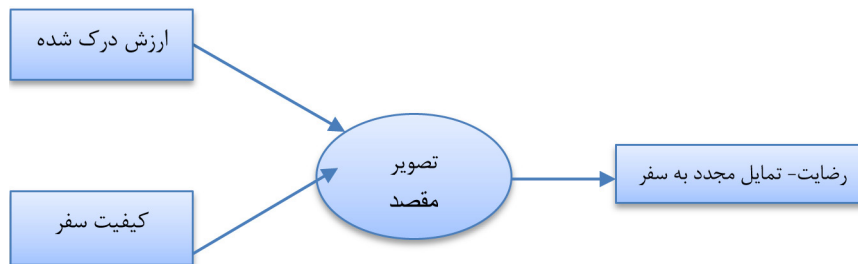 ارزش درک شده
تصویر
مقصد
رضایت- تمایل مجدد به سفر
کیفیت سفر